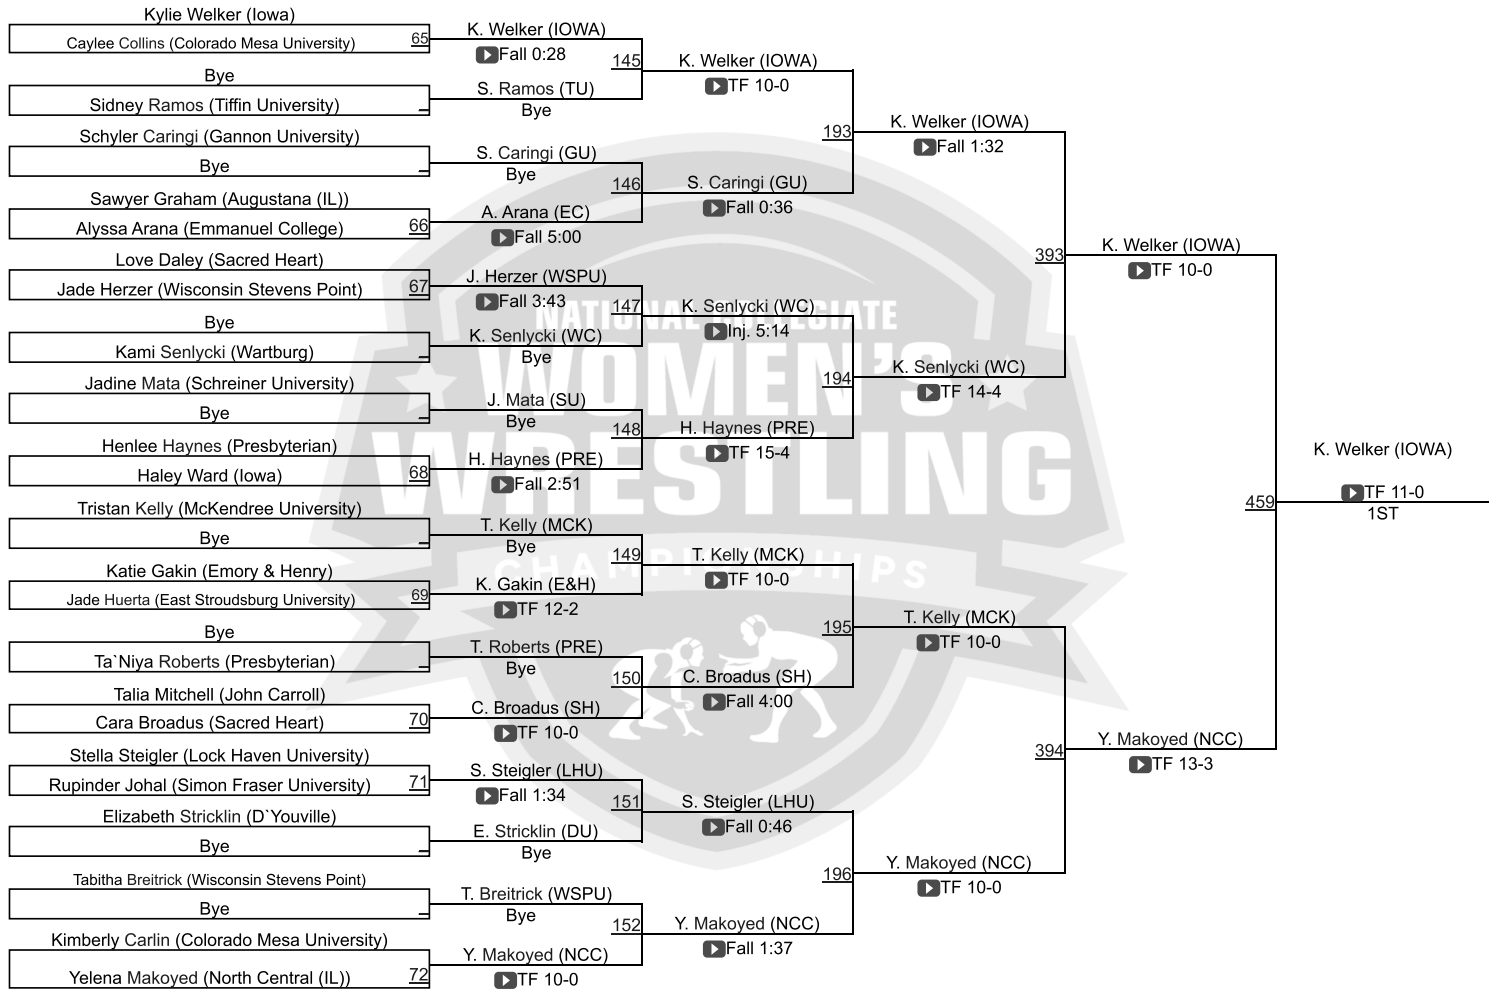 Kylie Welker (Iowa)
Caylee Collins (Colorado Mesa University) 65
Bye
Sidney Ramos (Tiffin University)
Schyler Caringi (Gannon University)
Bye
Sawyer Graham (Augustana (IL))
Alyssa Arana (Emmanuel College) 66
Love Daley (Sacred Heart)
Jade Herzer (Wisconsin Stevens Point) 67
Bye
Kami Senlycki (Wartburg)
Jadine Mata (Schreiner University)
Bye
Henlee Haynes (Presbyterian)
Haley Ward (Iowa) 68
Tristan Kelly (McKendree University)
Bye
Katie Gakin (Emory & Henry)
Jade Huerta (East Stroudsburg University) 69
Bye
Ta`Niya Roberts (Presbyterian)
Talia Mitchell (John Carroll)
Cara Broadus (Sacred Heart) 70
Stella Steigler (Lock Haven University)
Rupinder Johal (Simon Fraser University) 71
Elizabeth Stricklin (D`Youville)
Bye
Tabitha Breitrick (Wisconsin Stevens Point)
Bye
Kimberly Carlin (Colorado Mesa University)
Yelena Makoyed (North Central (IL)) 72
K. Welker (IOWA)
Fall 0:28
145
S. Ramos (TU)
Bye
S. Caringi (GU)
Bye
146
A. Arana (EC)
Fall 5:00
J. Herzer (WSPU)
Fall 3:43
147
K. Senlycki (WC)
Bye
J. Mata (SU)
Bye
148
H. Haynes (PRE)
Fall 2:51
T. Kelly (MCK)
Bye
149
K. Gakin (E&H)
TF 12-2
T. Roberts (PRE)
Bye
150
C. Broadus (SH)
TF 10-0
S. Steigler (LHU)
Fall 1:34
151
E. Stricklin (DU)
Bye
T. Breitrick (WSPU)
Bye
152
Y. Makoyed (NCC)
TF 10-0
K. Welker (IOWA)
TF 10-0
193
S. Caringi (GU)
Fall 0:36
K. Senlycki (WC)
Inj. 5:14
194
H. Haynes (PRE)
TF 15-4
T. Kelly (MCK)
TF 10-0
195
C. Broadus (SH)
Fall 4:00
S. Steigler (LHU)
Fall 0:46
196
Y. Makoyed (NCC)
Fall 1:37
K. Welker (IOWA)
Fall 1:32
393
K. Senlycki (WC)
TF 14-4
T. Kelly (MCK)
TF 10-0
394
Y. Makoyed (NCC)
TF 10-0
K. Welker (IOWA)
TF 10-0
459
Y. Makoyed (NCC)
TF 13-3
K. Welker (IOWA)
TF 11-0
1ST
NATIONAL COLLEGIATE
WOMEN'S
WRESTLING
CHAMPIONSHIPS